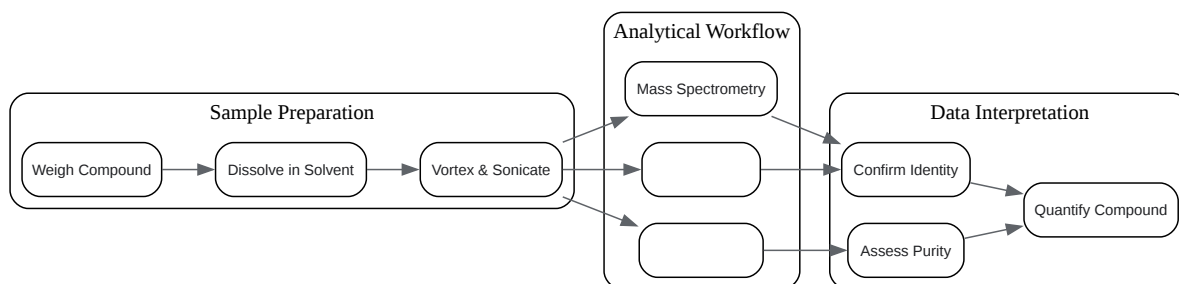 Analytical Workflow
Mass Spectrometry
Sample Preparation
Data Interpretation
Weigh Compound
Dissolve in Solvent
Vortex & Sonicate
Confirm Identity
Quantify Compound
Assess Purity